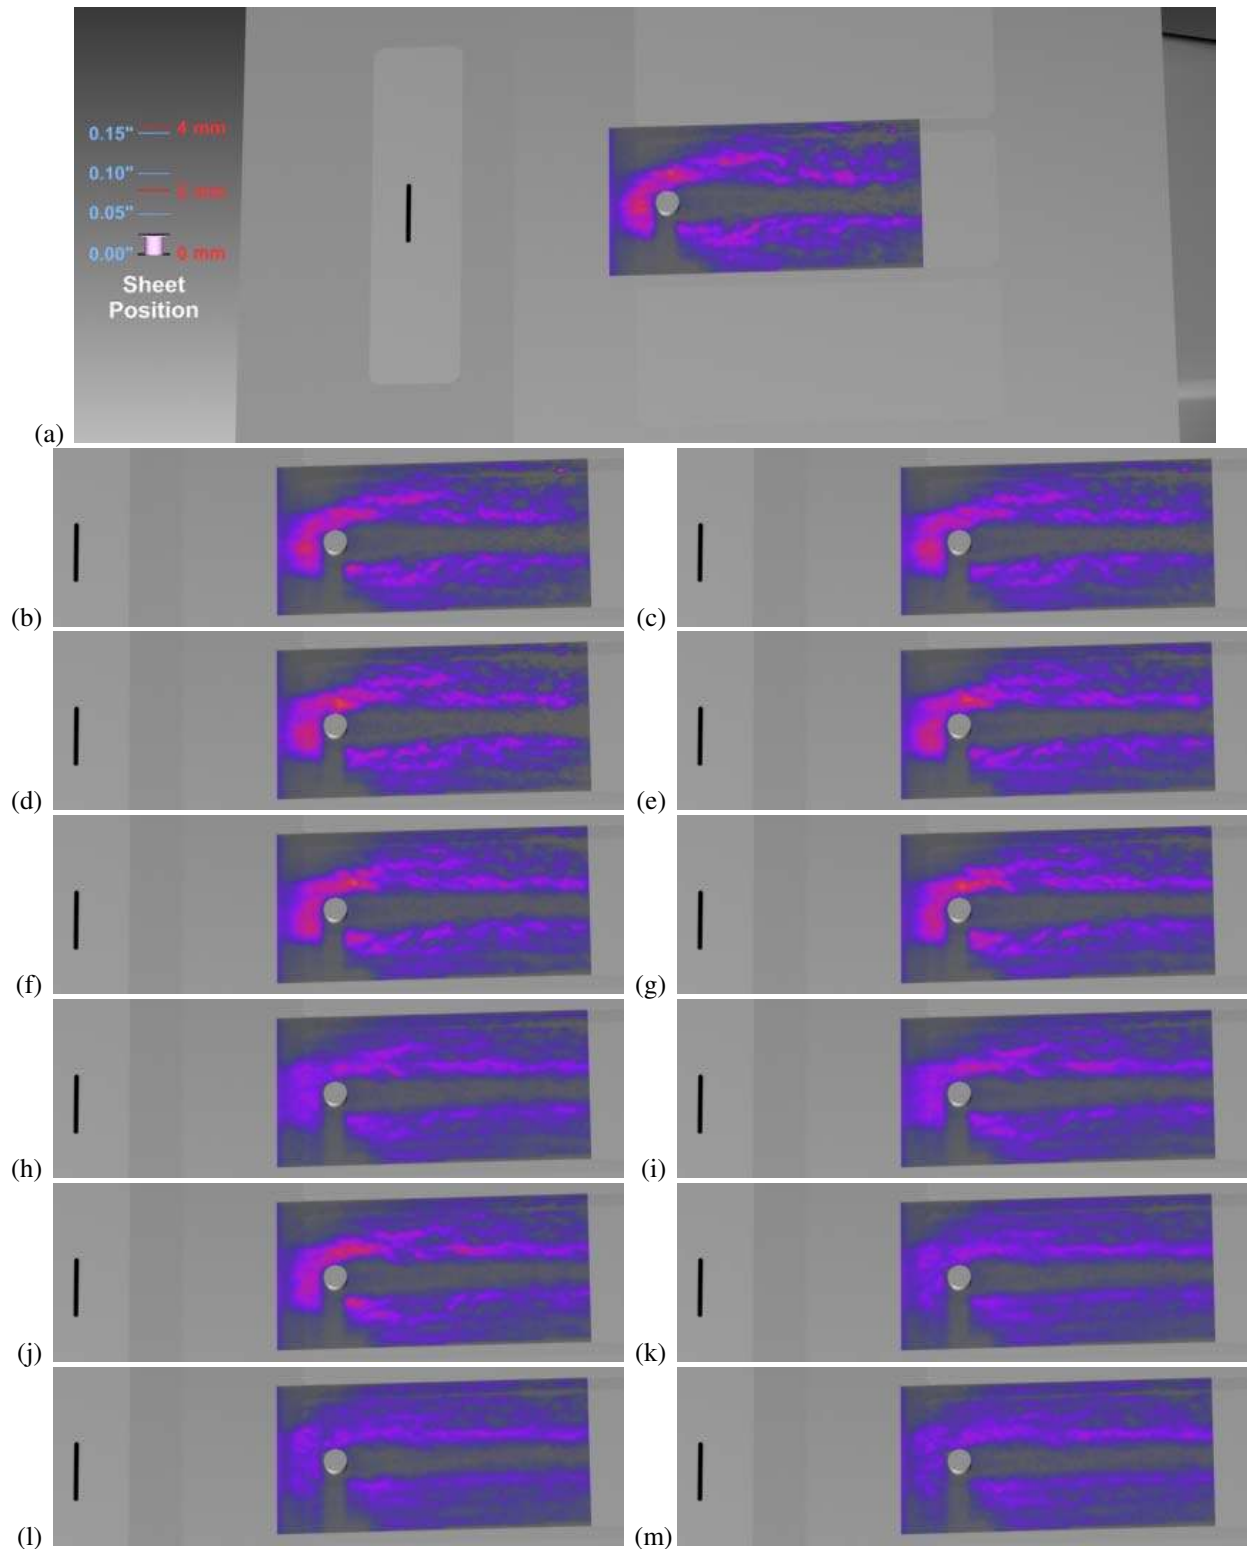 0.15" 4 mm
0.10"
0.05"
0.00" 0 mm
Sheet
Position
(a)
(b)
(c)
(d)
(e)
(f)
(g)
(h)
(i)
(j)
(k)
(l)
(m)